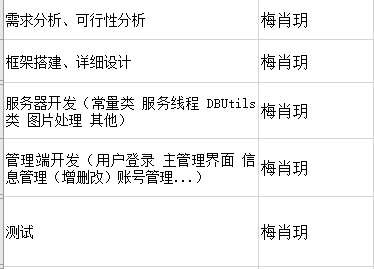 需求分析、可行性分析 梅肖玥
框架搭建、详细设计 梅肖玥
服务器开发（常量类 服务线程 DBUtils
类 图片处理 其他） 梅肖玥
管理端开发（用户登录 主管理界面 信
息管理（增删改）账号管理...） 梅肖玥
测试 梅肖玥